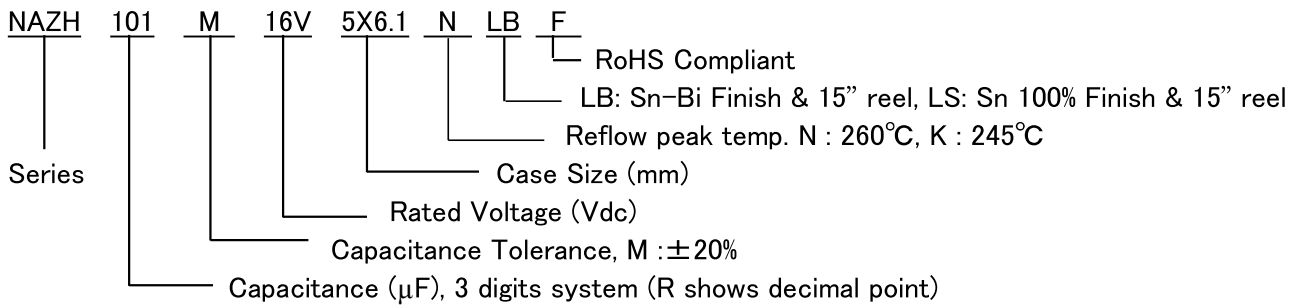 NAZH 101 M 16V 5X6.1 N LB F
RoHS Compliant
LB: Sn-Bi Finish & 15” reel, LS: Sn 100% Finish & 15” reel
Reflow peak temp. N : 260℃, K : 245℃
Case Size (mm)
Series
Rated Voltage (Vdc)
Capacitance Tolerance, M :±20%
Capacitance (μF), 3 digits system (R shows decimal point)